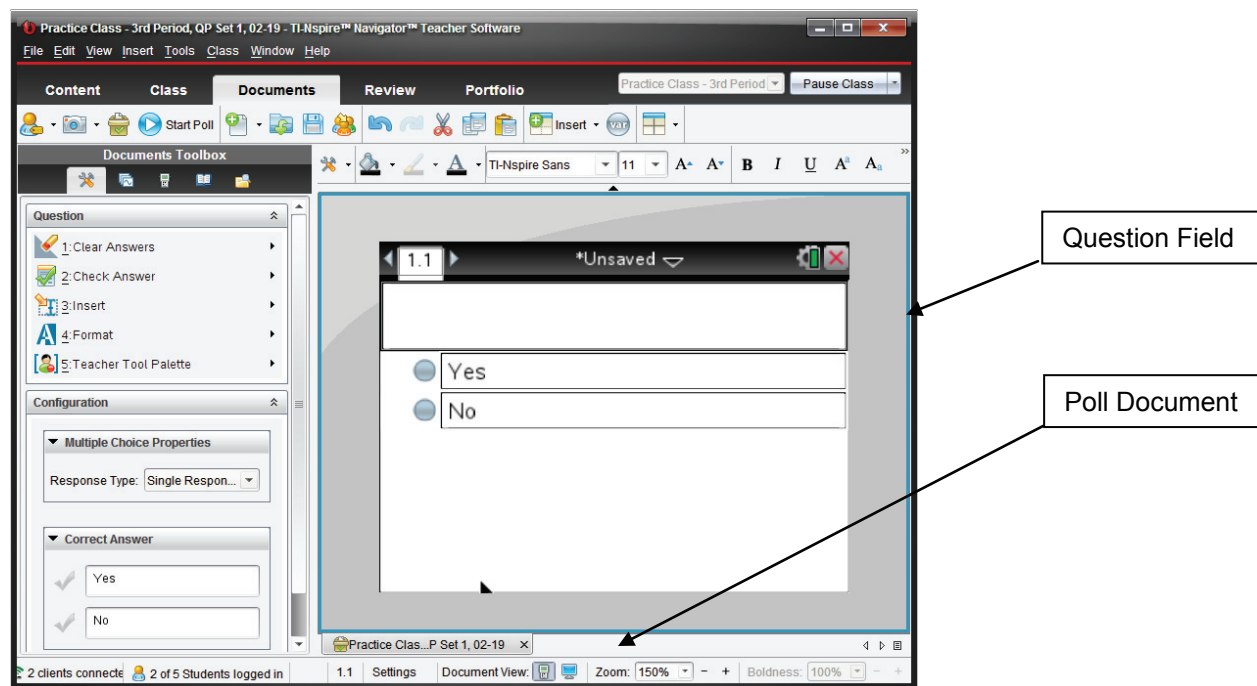 Practice Class - 3rd Period, QP Set 1, 02-19 - TI-Nspire™ Navigator™ Teacher Software
File Edit View Insert Tools Class Window Help
Content Class Documents Review Portfolio Practice Class - 3rd Period Pause Class
Start Poll Insert VAR
Documents Toolbox
TI-Nspire Sans 11 A A B I U Aa Aa
Question
1:Clear Answers
2:Check Answer
3:Insert
4:Format
5:Teacher Tool Palette
Configuration
Multiple Choice Properties
Response Type: Single Respon...
Correct Answer
Yes
No
1.1 *Unsaved
Yes
No
Practice Clas...P Set 1, 02-19
2 clients connecte 2 of 5 Students logged in 1.1 Settings Document View: Zoom: 150% - + Boldness: 100% - +
Question Field
Poll Document